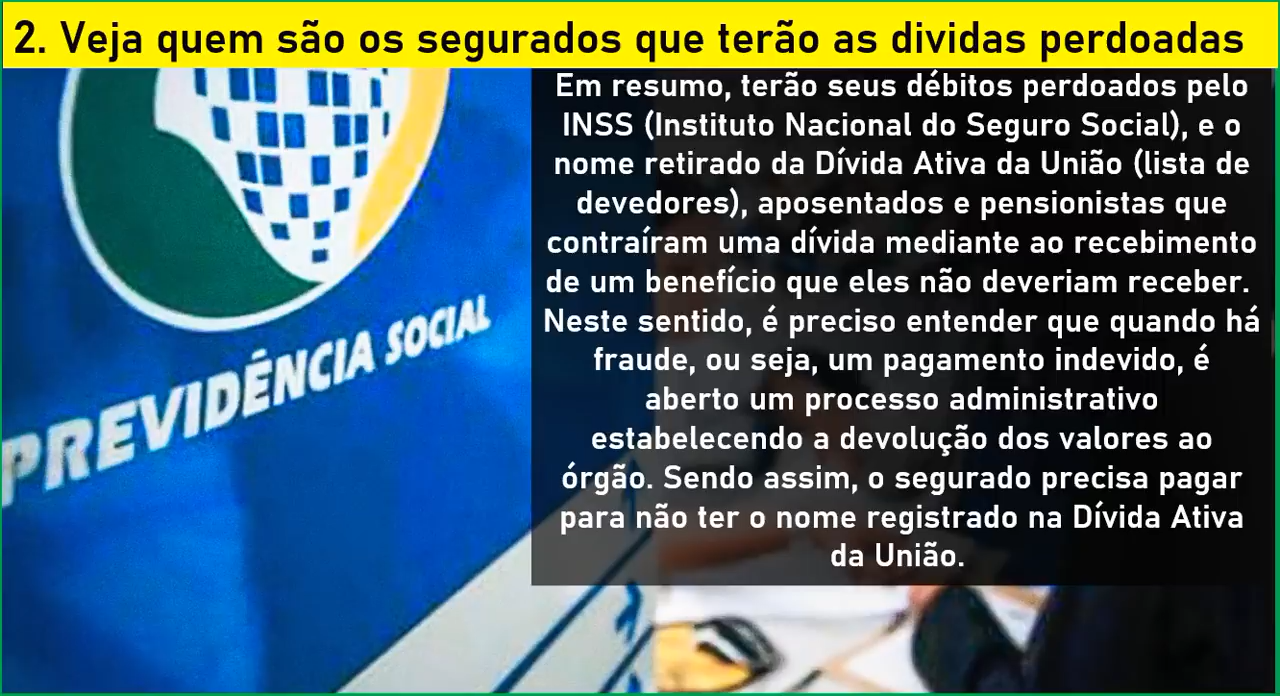 2. Veja quem são os segurados que terão as dividas perdoadas
Em resumo, terão seus débitos perdoados pelo
INSS (Instituto Nacional do Seguro Social), e o
nome retirado da Dívida Ativa da União (lista de
devedores), aposentados e pensionistas que
contraíram uma dívida mediante ao recebimento
de um benefício que eles não deveriam receber.
Neste sentido, é preciso entender que quando há
fraude, ou seja, um pagamento indevido, é
aberto um processo administrativo
estabelecendo a devolução dos valores ao
órgão. Sendo assim, o segurado precisa pagar
para não ter o nome registrado na Dívida Ativa
da União.
PREVIDÊNCIA SOCIAL